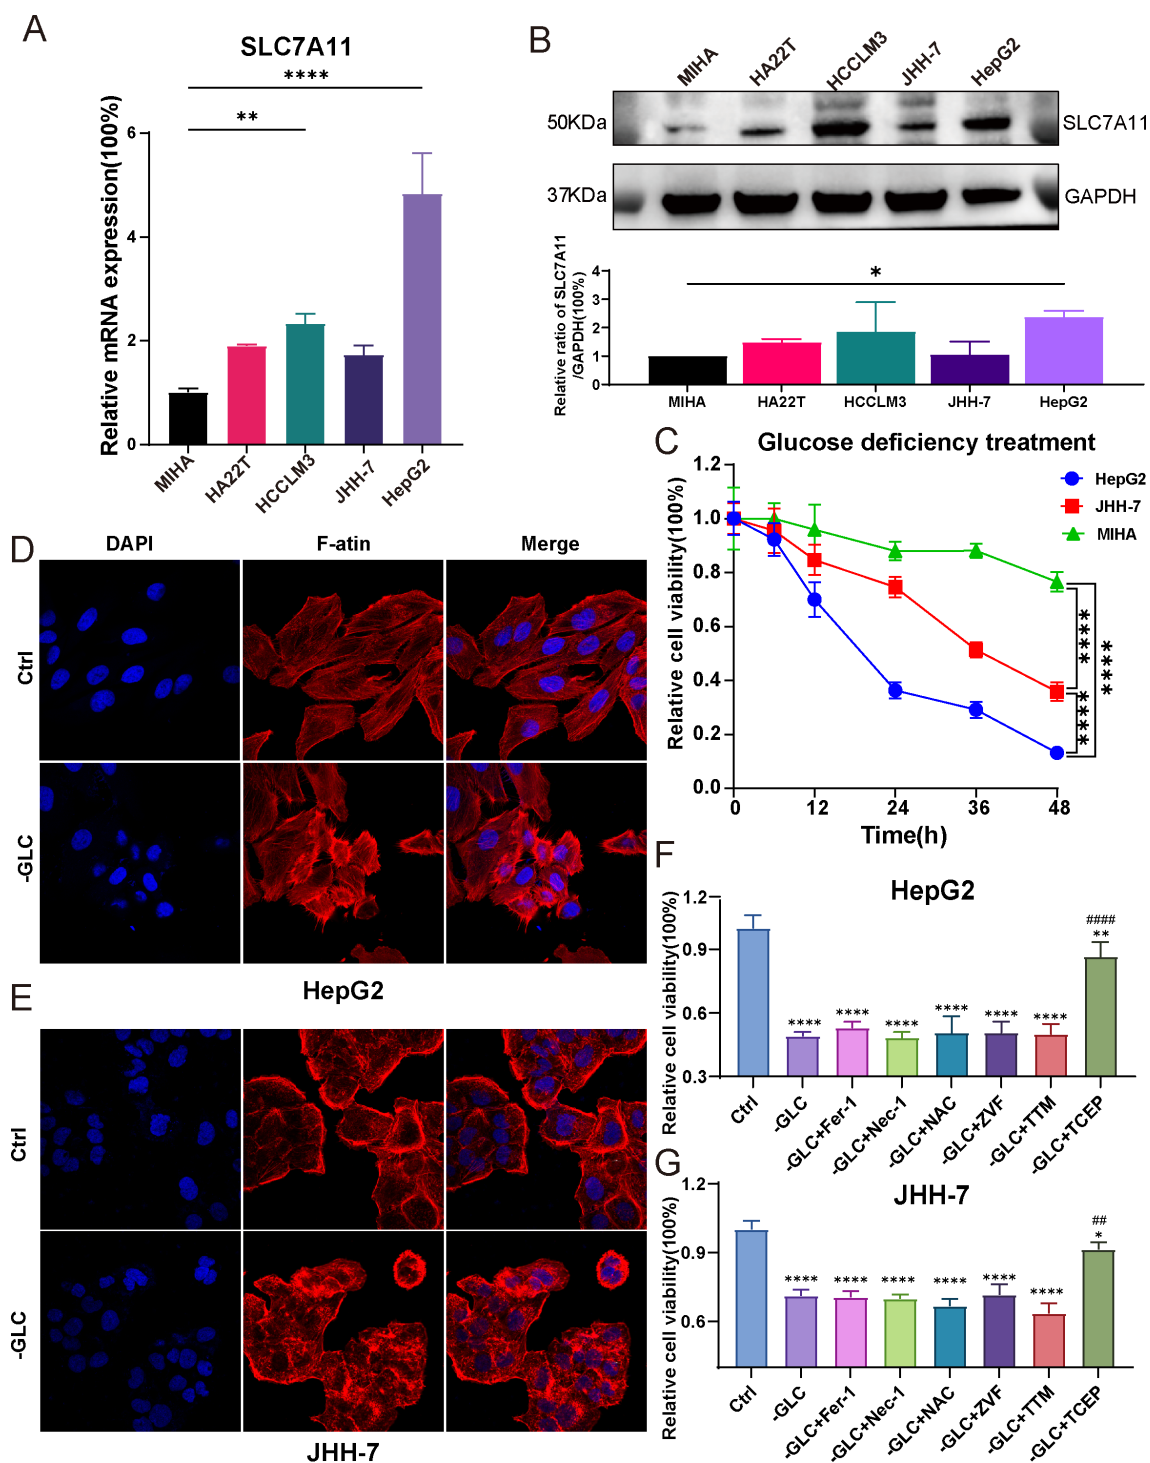 A
SLC7A11
****
**
Relative mRNA expression(100%)
6
4
2
0
MIHA
HA22T
HCCLM3
JHH-7
HepG2
B
MIHA
HA22T
HCCLM3
JHH-7
HepG2
50KDa
SLC7A11
37KDa
GAPDH
Relative ratio of SLC7A11
/GAPDH(100%)
4
3
2
1
0
*
MIHA
HA22T
HCCLM3
JHH-7
HepG2
C
Glucose deficiency treatment
Relative cell viability(100%)
1.2
1.0
0.8
0.6
0.4
0.2
0.0
HepG2
JHH-7
MIHA
****
****
****
0
12
24
36
48
Time(h)
D
DAPI
F-atin
Merge
Ctrl
-GLC
HepG2
E
Ctrl
-GLC
JHH-7
F
HepG2
Relative cell viability(100%)
1.2
0.9
0.6
0.3
****
****
****
****
****
****
####
**
Ctrl
-GLC
-GLC+Fer-1
-GLC+Nec-1
-GLC+NAC
-GLC+ZVF
-GLC+TTM
-GLC+TCEP
G
JHH-7
Relative cell viability(100%)
1.2
0.9
0.6
****
****
****
****
****
****
##
*
Ctrl
-GLC
-GLC+Fer-1
-GLC+Nec-1
-GLC+NAC
-GLC+ZVF
-GLC+TTM
-GLC+TCEP